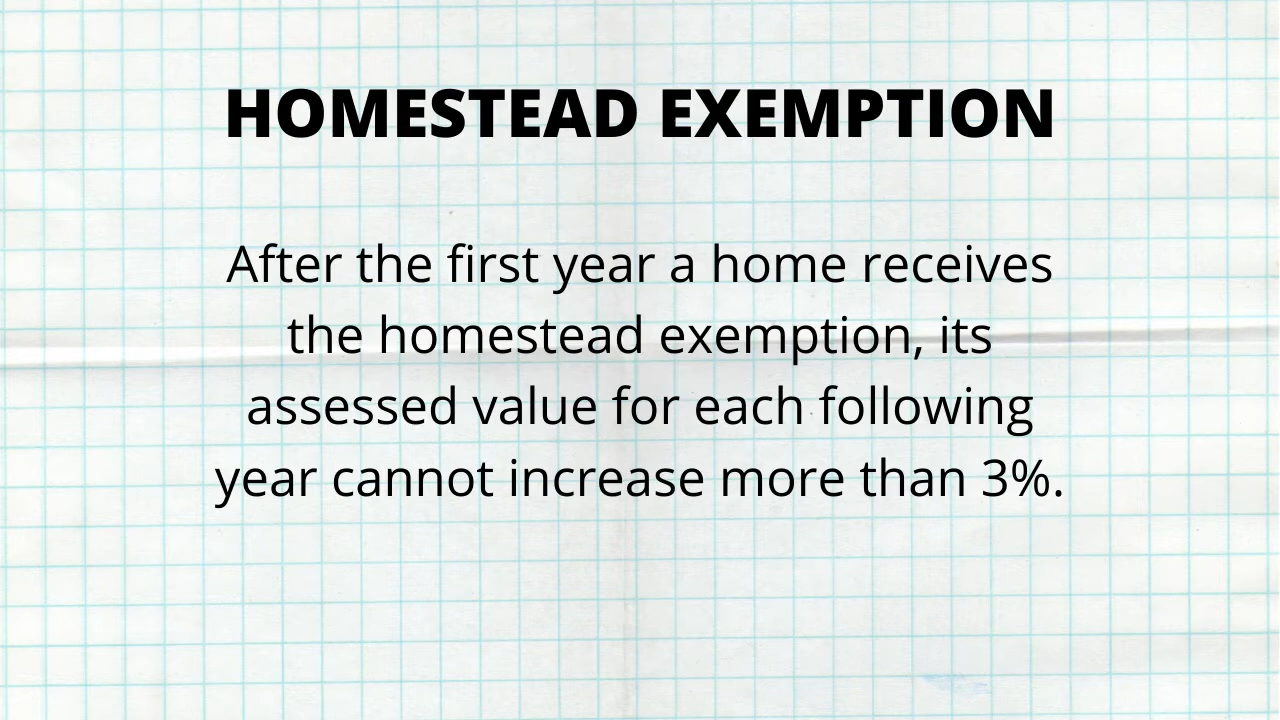 HOMESTEAD EXEMPTION
After the first year a home receives
the homestead exemption, its
assessed value for each following
year cannot increase more than 3%.